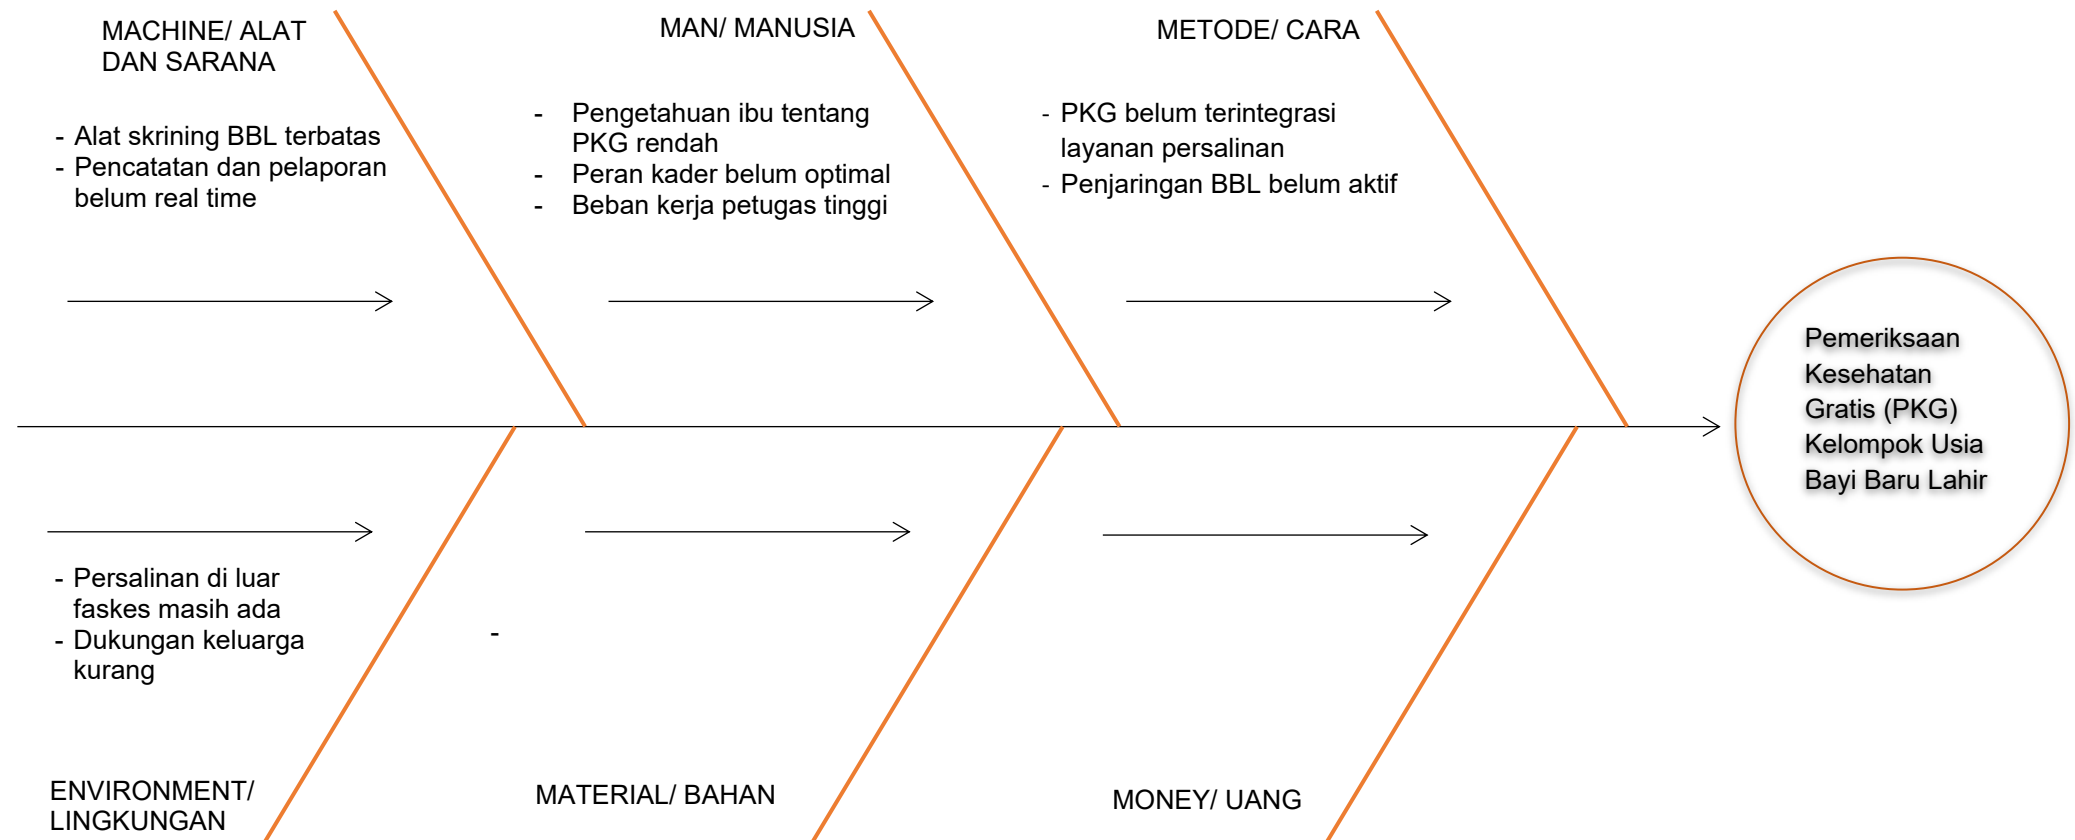 MACHINE/ ALAT
DAN SARANA
- Alat skrining BBL terbatas
- Pencatatan dan pelaporan
belum real time
MAN/ MANUSIA
- Pengetahuan ibu tentang
PKG rendah
- Peran kader belum optimal
- Beban kerja petugas tinggi
METODE/ CARA
- PKG belum terintegrasi
layanan persalinan
- Penjaringan BBL belum aktif
Pemeriksaan
Kesehatan
Gratis (PKG)
Kelompok Usia
Bayi Baru Lahir
- Persalinan di luar
faskes masih ada
- Dukungan keluarga
kurang
ENVIRONMENT/
LINGKUNGAN
-
MATERIAL/ BAHAN
MONEY/ UANG